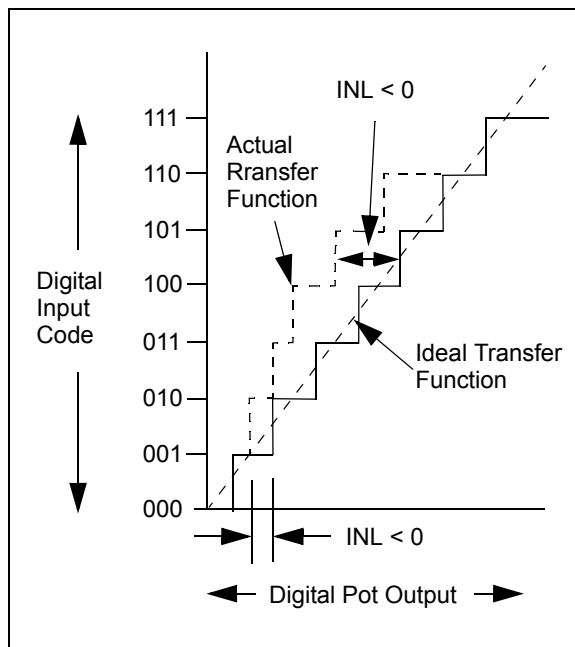 INL < 0
111
Actual
Rransfer
Function
110
101
Digital
Input
Code
100
011
Ideal Transfer
Function
010
001
000
INL < 0
Digital Pot Output